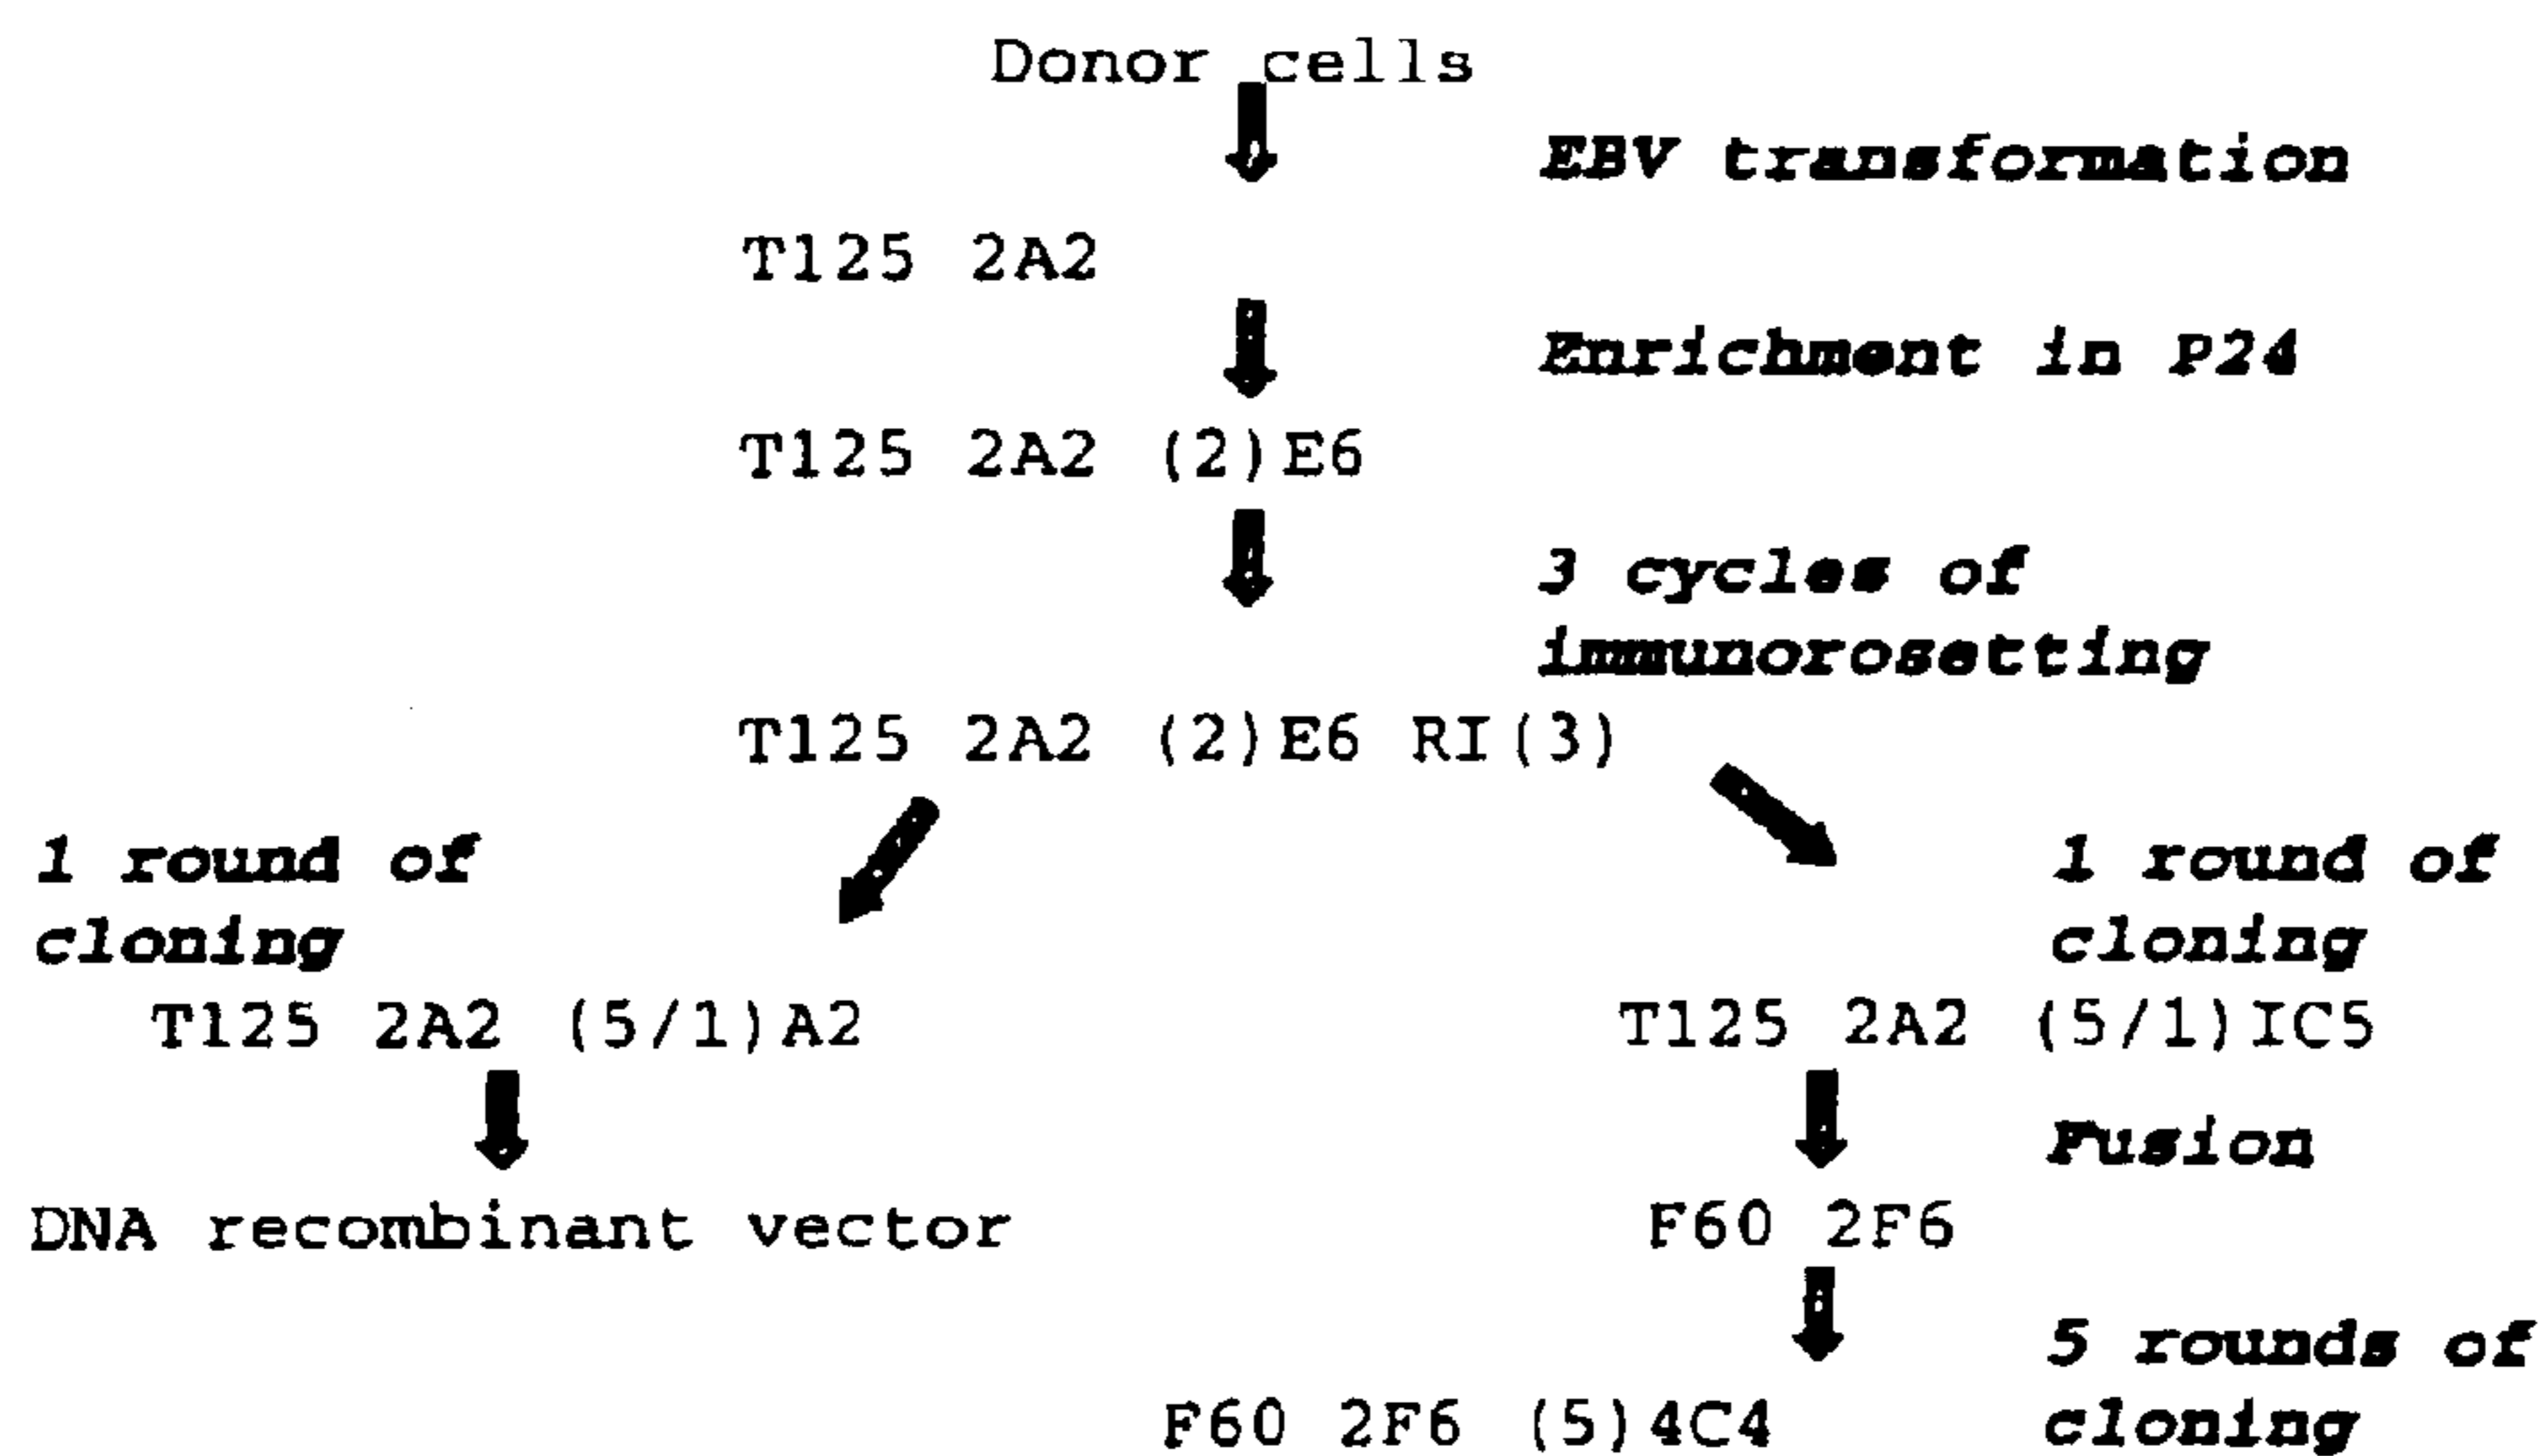 Donor cells
EBV transformation
T125 2A2
Enrichment in P24
T125 2A2 (2)E6
3 cycles of
immunorosetting
T125 2A2 (2)E6 RI(3)
1 round of
cloning
1 round of
cloning
T125 2A2 (5/1)A2
T125 2A2 (5/1)IC5
Fusion
DNA recombinant vector
F60 2F6
5 rounds of
cloning
F60 2F6 (5)4C4